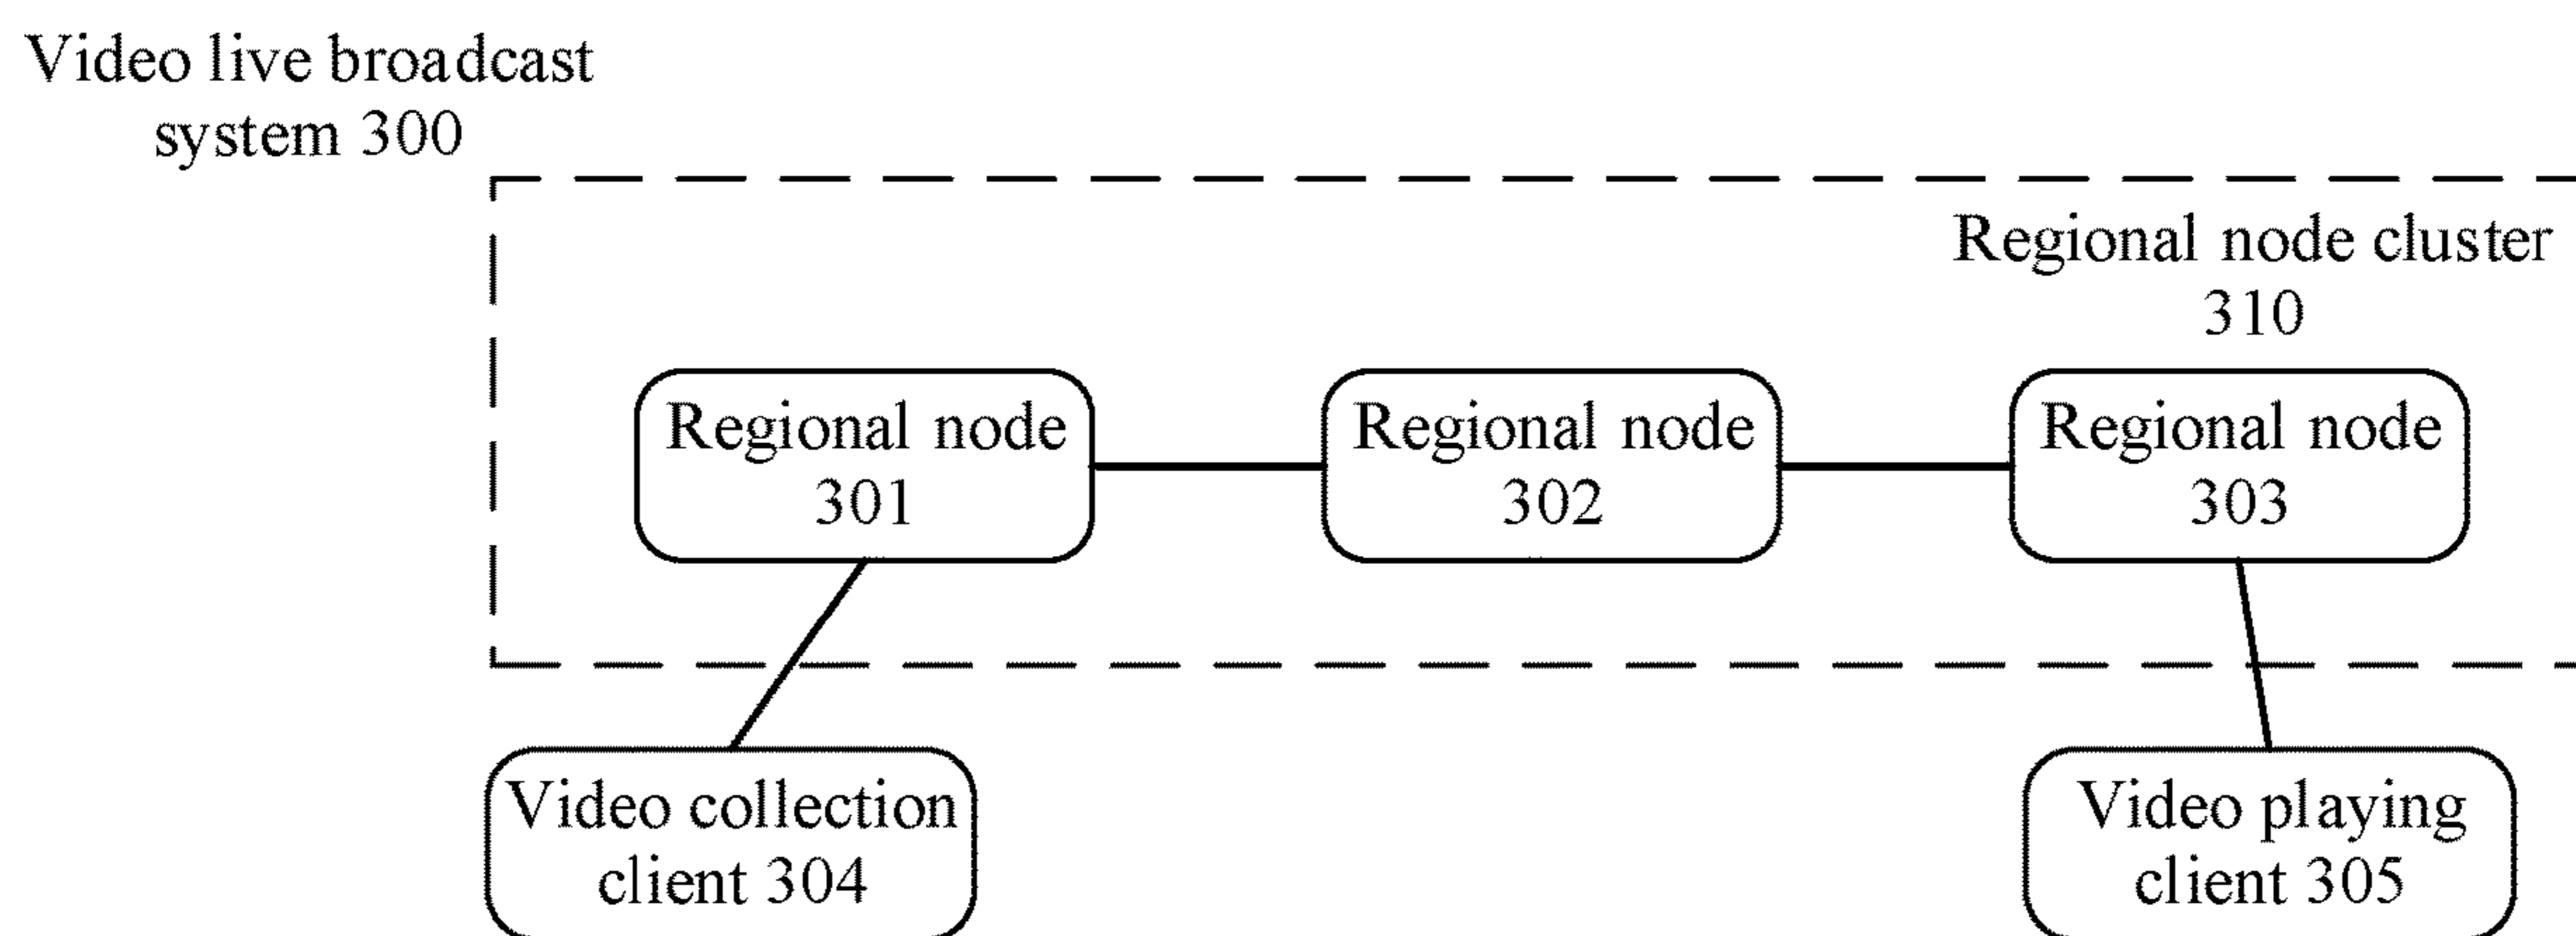 Video live broadcast
system 300
Regional node cluster
310
Regional node
301
Regional node
302
Regional node
303
Video collection
client 304
Video playing
client 305